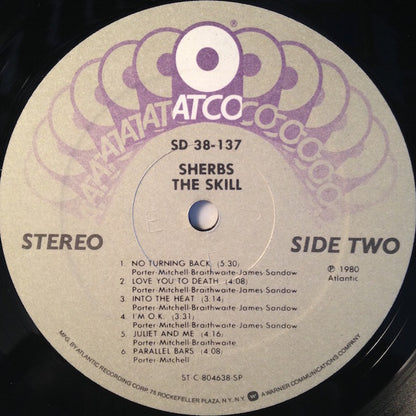 ATCO
SD 38-137
SHERBS
THE SKILL
STEREO
SIDE TWO
1. NO TURNING BACK (5:30)
Porter-Mitchell-Braithwaite-James-Sandow
2. LOVE YOU TO DEATH (4:08)
Porter-Mitchell-Braithwaite-James-Sandow
3. INTO THE HEAT (3:14)
Porter-Mitchell-Braithwaite-James-Sandow
4. I'M O.K. (3:31)
Porter-Mitchell-Braithwaite-James-Sandow
5. JULIET AND ME (4:16)
Porter-Mitchell-Braithwaite
6. PARALLEL BARS (4:08)
Porter-Mitchell
℗ 1980
Atlantic
ST-C-804638-SP
MFG. BY ATLANTIC RECORDING CORP. 75 ROCKEFELLER PLAZA, N.Y., N.Y. A WARNER COMMUNICATIONS COMPANY